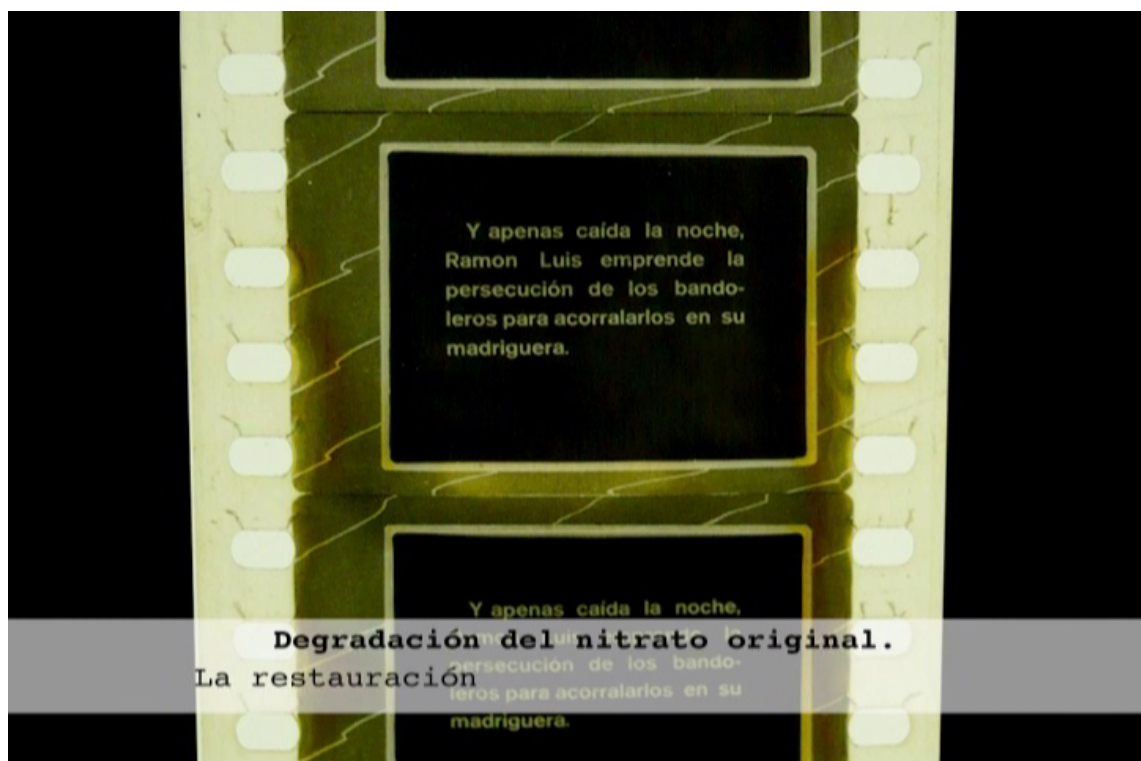 Y apenas caída la noche,
Ramon Luis emprende la
persecución de los bando-
leros para acorralarlos en su
madriguera.
Y apenas caída la noche,
Degradación del nitrato original.
persecución de los bando-
La restauración
leros para acorralarlos en su
madriguera.